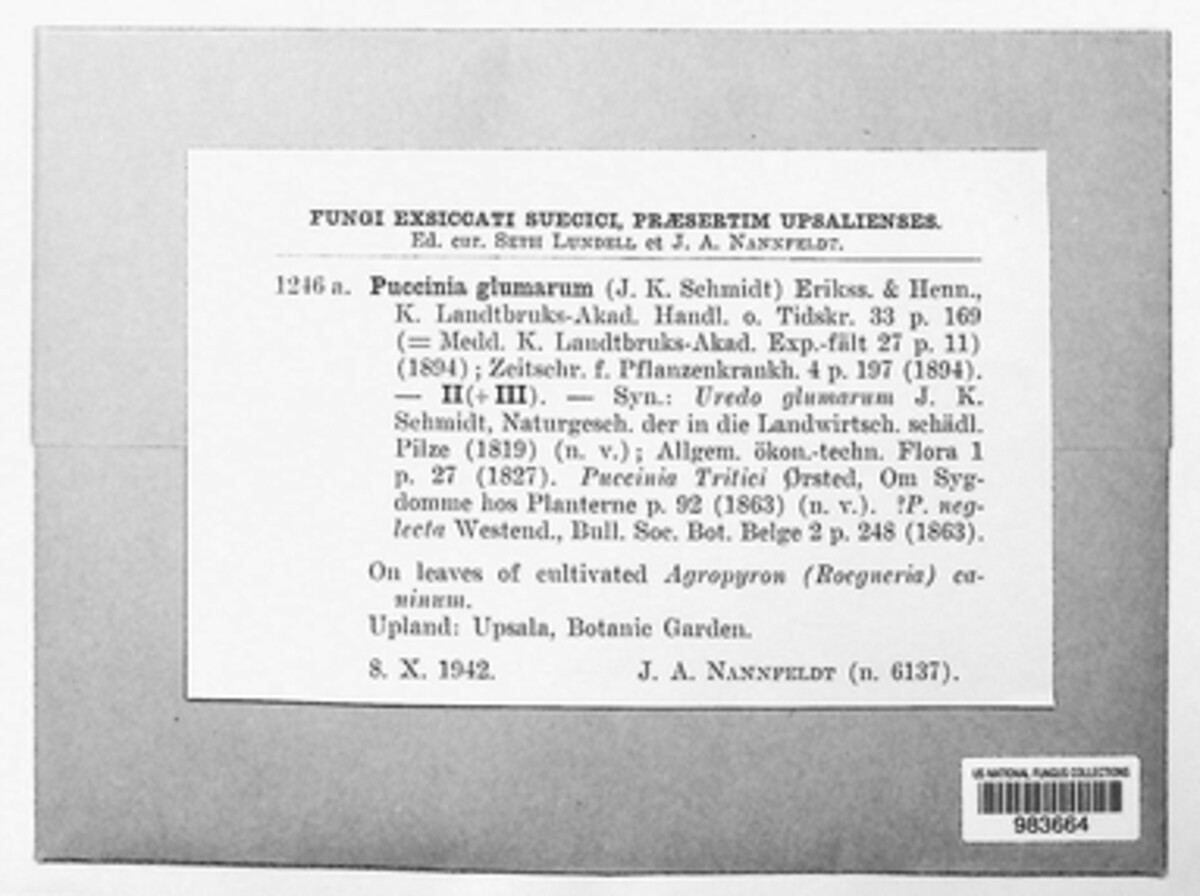 FUNGI EXSICCATI SUECICI, PRÆSERTIM UPSALIENSES.
Ed. cur. SETH LUNDELL et J. A. NANNFELDT.
1246 a. Puccinia glumarum (J. K. Schmidt) Erikss. & Henn.,
K. Landtbruks-Akad. Handl. o. Tidskr. 33 p. 169
(= Medd. K. Landtbruks-Akad. Exp.-fält 27 p. 11)
(1894); Zeitschr. f. Pflanzenkrankh. 4 p. 197 (1894).
— II(+III). — Syn.: Uredo glumarum J. K.
Schmidt, Naturgesch. der in die Landwirtsch. schädl.
Pilze (1819) (n. v.); Allgem. ökon.-techn. Flora 1
p. 27 (1827). Puccinia Tritici Ørsted, Om Syg-
domme hos Planterne p. 92 (1863) (n. v.). ?P. neg-
lecta Westend., Bull. Soc. Bot. Belge 2 p. 248 (1863).
On leaves of cultivated Agropyron (Roegneria) ca-
ninum.
Upland: Upsala, Botanic Garden.
8. X. 1942. J. A. NANNFELDT (n. 6137).
US NATIONAL FUNGUS COLLECTIONS
983664